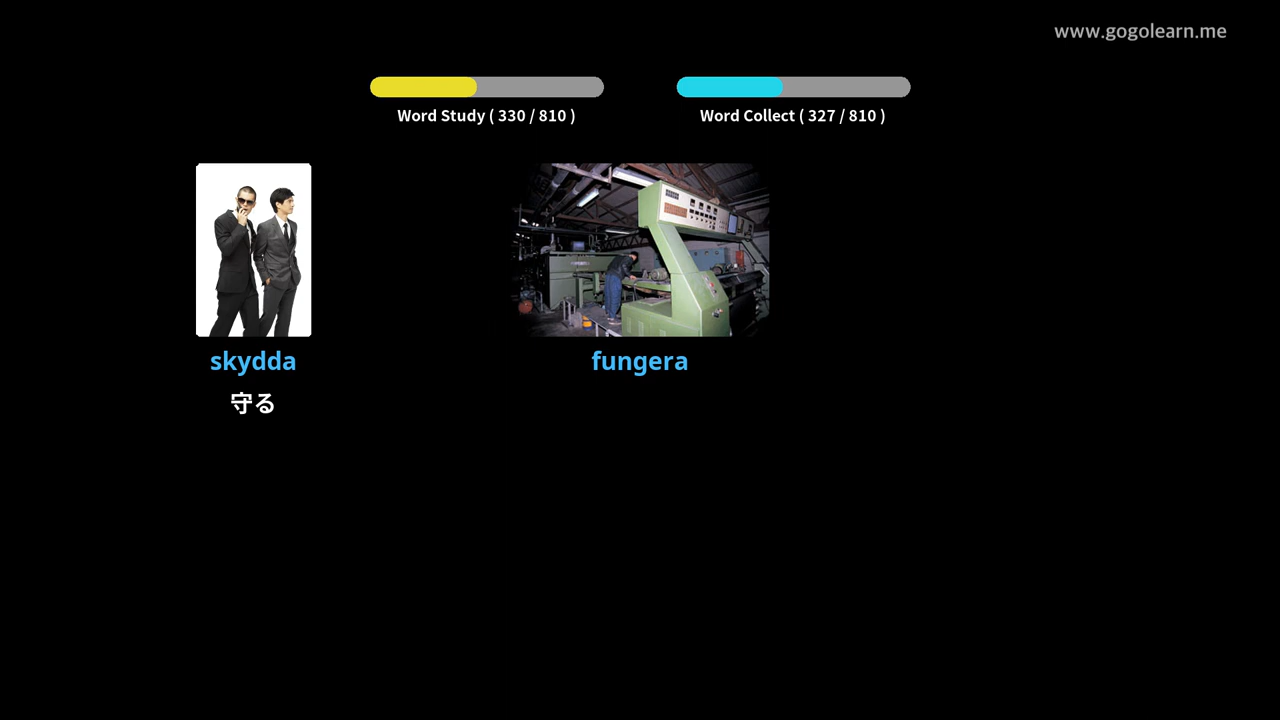 www.gogolearn.me
Word Study ( 330 / 810 )
Word Collect ( 327 / 810 )
skydda
守る
fungera